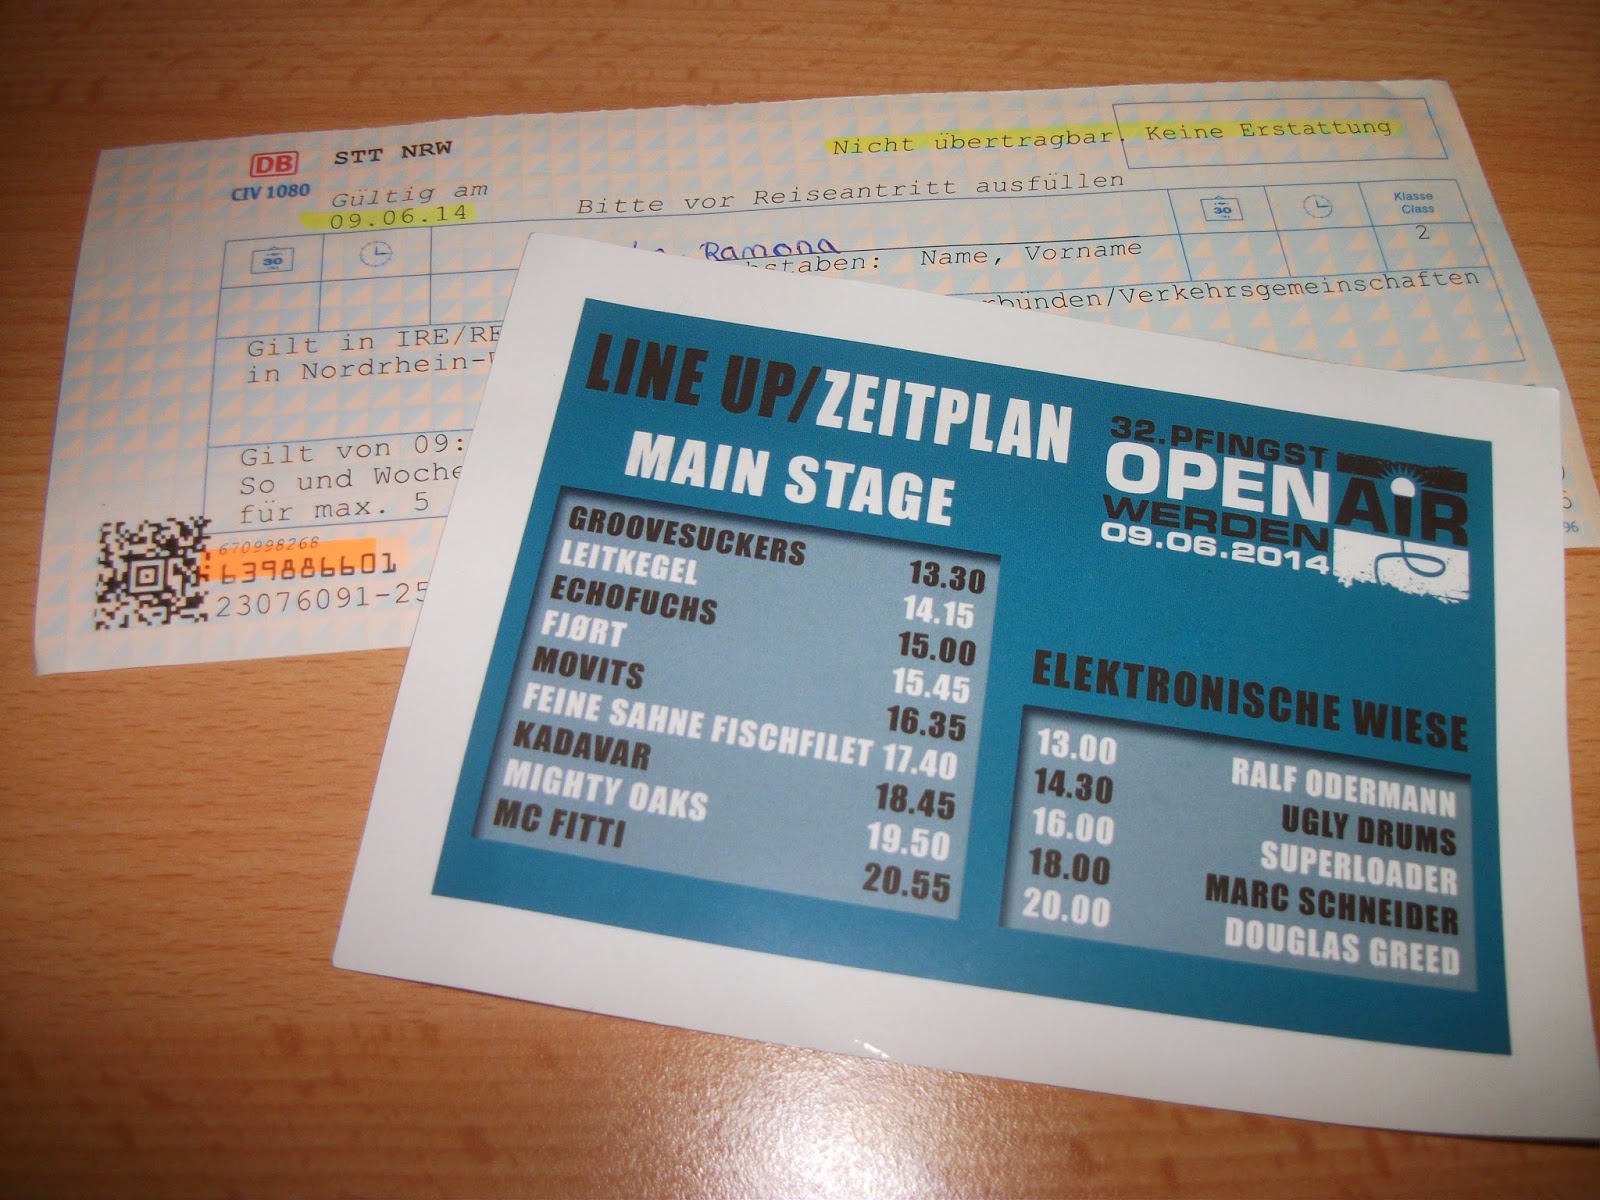 DB
STT NRW
Nicht übertragbar. Keine Erstattung
CIV 1080
Gültig am
09.06.14
Bitte vor Reiseantritt ausfüllen
Klasse
Class
30
30
2
Ramona
Name, Vorname
Verkehrsgemeinschaften
Gilt in IRE/RE
in Nordrhein-
Gilt von 09:
So und Woche
für max. 5
670998268
639886601
23076091-25
96
LINE UP/ZEITPLAN
MAIN STAGE
GROOVESUCKERS 13.30
LEITKEGEL 14.15
ECHOFUCHS 15.00
FJØRT 15.45
MOVITS 16.35
FEINE SAHNE FISCHFILET 17.40
KADAVAR 18.45
MIGHTY OAKS 19.50
MC FITTI 20.55
32.PFINGST
OPEN AIR
WERDEN
09.06.2014
ELEKTRONISCHE WIESE
13.00 RALF ODERMANN
14.30 UGLY DRUMS
16.00 SUPERLOADER
18.00 MARC SCHNEIDER
20.00 DOUGLAS GREED